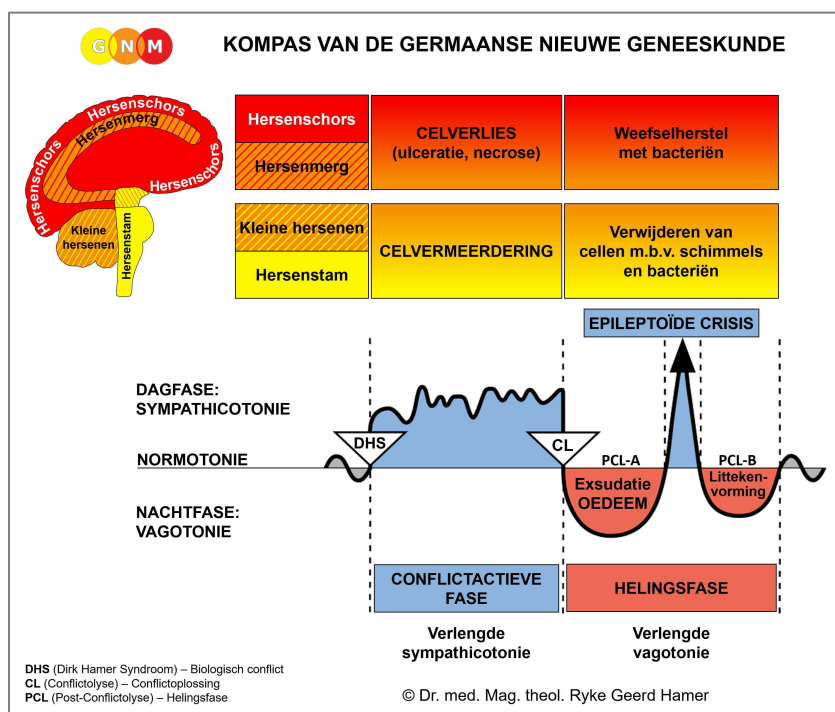 GNM
KOMPAS VAN DE GERMAANSE NIEUWE GENEESKUNDE
Hersenschors
Hersenmerg
Hersenschors
Hersenschors
Kleine
hersenen
Hersenstam
Hersenschors
Hersenmerg
CELVERLIES
(ulceratie, necrose)
Weefselherstel
met bacteriën
Kleine hersenen
Hersenstam
CELVERMEERDERING
Verwijderen van
cellen m.b.v. schimmels
en bacteriën
EPILEPTOÏDE CRISIS
DAGFASE:
SYMPATHICOTONIE
DHS
CL
NORMOTONIE
PCL-A
Exsudatie
OEDEEM
PCL-B
Litteken-
vorming
NACHTFASE:
VAGOTONIE
CONFLICTACTIEVE
FASE
HELINGSFASE
Verlengde
sympathicotonie
Verlengde
vagotonie
DHS (Dirk Hamer Syndroom) – Biologisch conflict
CL (Conflictolyse) – Conflictoplossing
PCL (Post-Conflictolyse) – Helingsfase
© Dr. med. Mag. theol. Ryke Geerd Hamer